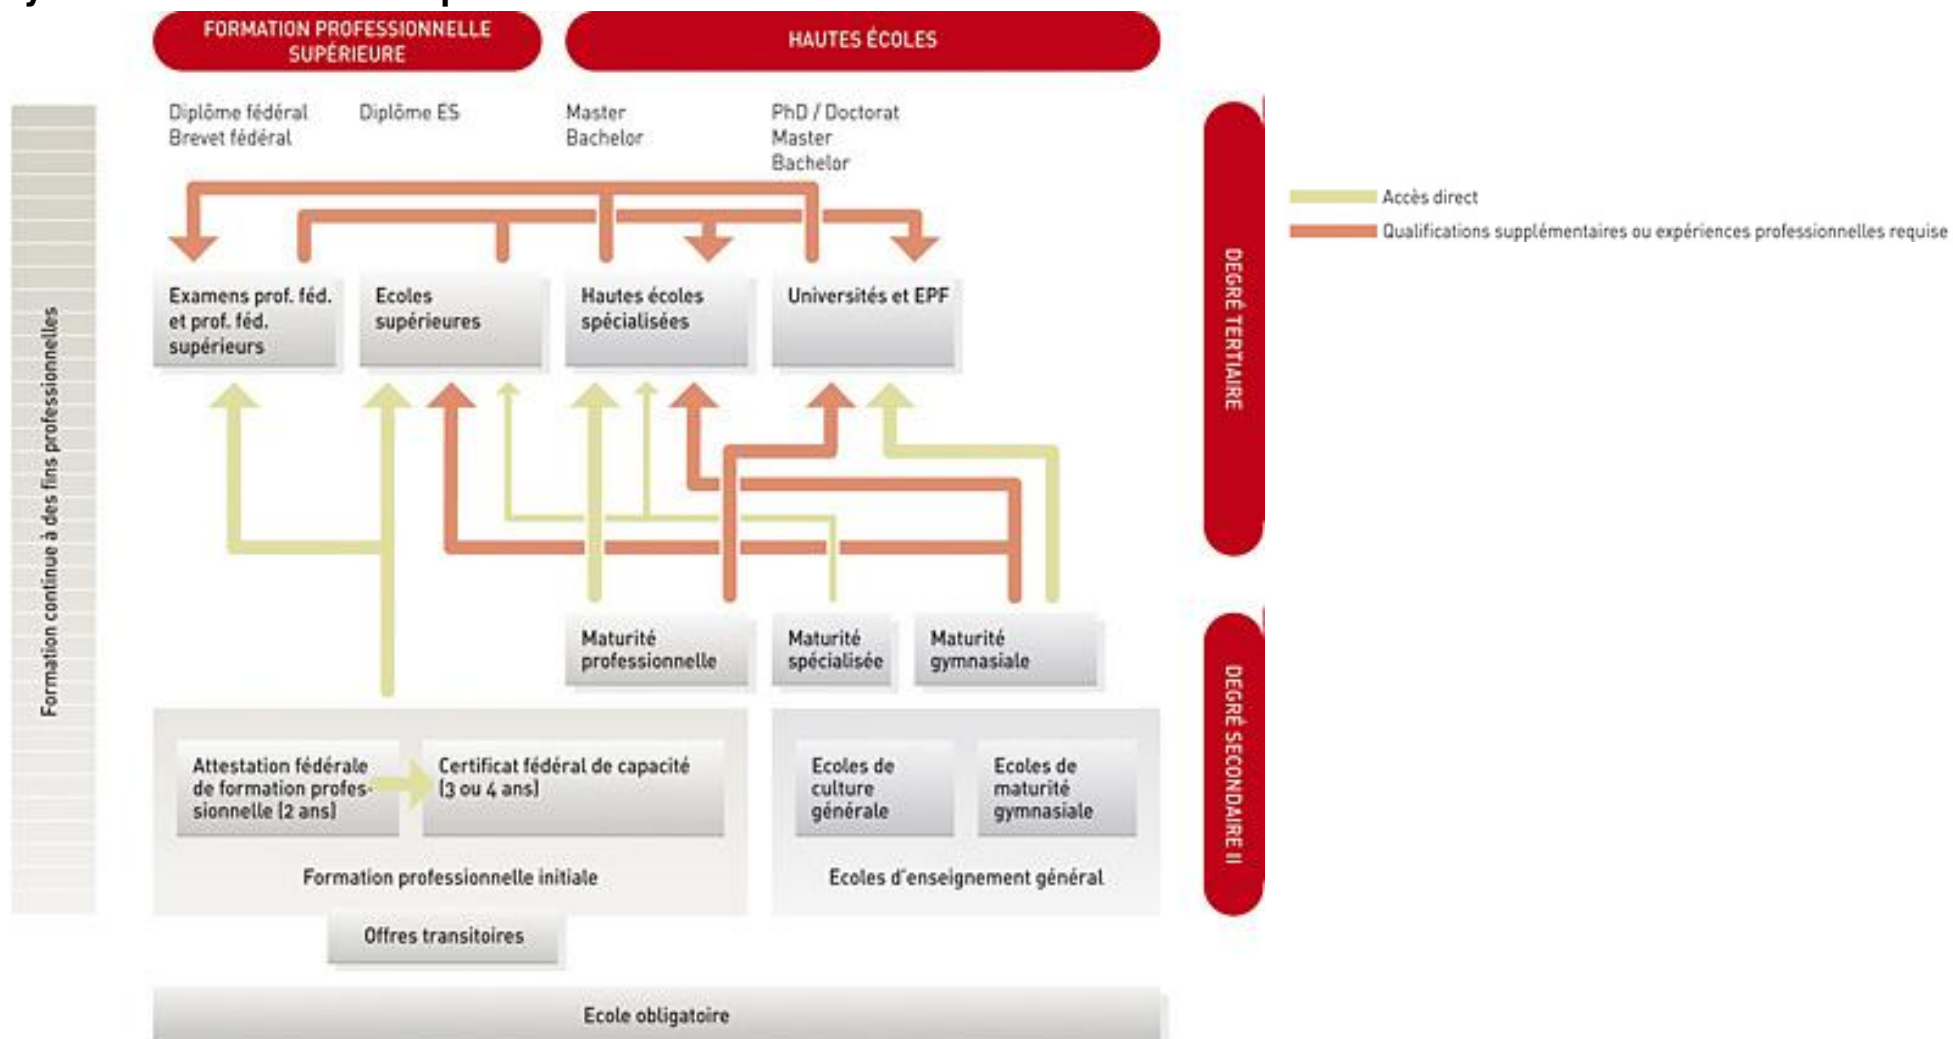 FORMATION PROFESSIONNELLE
SUPÉRIEURE
HAUTES ÉCOLES
Diplôme fédéral
Brevet fédéral
Diplôme ES
Master
Bachelor
PhD / Doctorat
Master
Bachelor
Accès direct
Qualifications supplémentaires ou expériences professionnelles requise
Examens prof. féd.
et prof. féd.
supérieurs
Ecoles
supérieures
Hautes écoles
spécialisées
Universités et EPF
DEGRÉ TERTIAIRE
Formation continue à des fins professionnelles
Maturité
professionnelle
Maturité
spécialisée
Maturité
gymnasiale
DEGRÉ SECONDAIRE II
Attestation fédérale
de formation profes-
sionnelle (2 ans)
Certificat fédéral de capacité
(3 ou 4 ans)
Ecoles de
culture
générale
Ecoles de
maturité
gymnasiale
Formation professionnelle initiale
Ecoles d'enseignement général
Offres transitoires
Ecole obligatoire